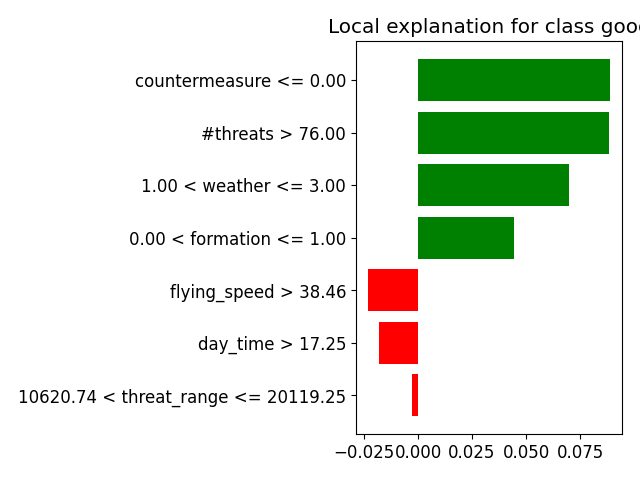 Local explanation for class good
countermeasure <= 0.00
#threats > 76.00
1.00 < weather <= 3.00
0.00 < formation <= 1.00
flying_speed > 38.46
day_time > 17.25
10620.74 < threat_range <= 20119.25
−0.025 0.000 0.025 0.050 0.075